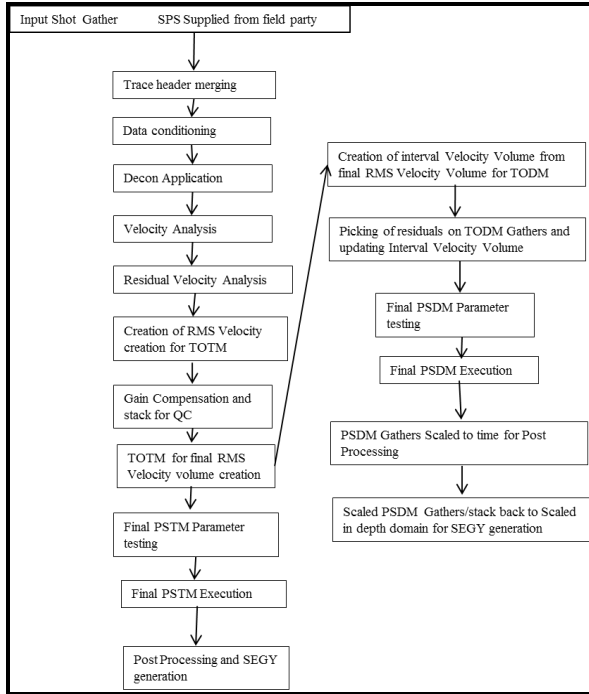 Input Shot Gather SPS Supplied from field party
Trace header merging
Data conditioning
Decon Application
Velocity Analysis
Residual Velocity Analysis
Creation of RMS Velocity
creation for TOTM
Gain Compensation and
stack for QC
TOTM for final RMS
Velocity volume creation
Final PSTM Parameter
testing
Final PSTM Execution
Post Processing and SEGY
generation
Creation of interval Velocity Volume from
final RMS Velocity Volume for TODM
Picking of residuals on TODM Gathers and
updating Interval Velocity Volume
Final PSDM Parameter
testing
Final PSDM Execution
PSDM Gathers Scaled to time for Post
Processing
Scaled PSDM Gathers/stack back to Scaled
in depth domain for SEGY generation